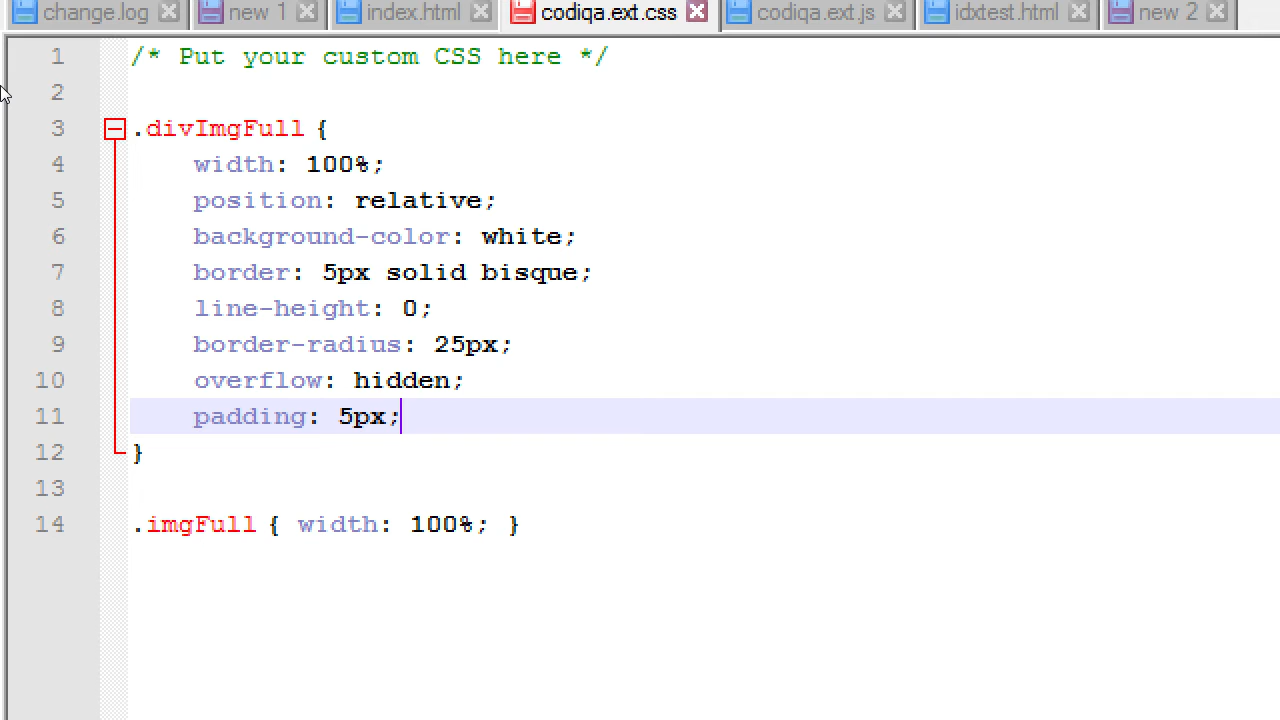 change.log new 1 index.html codiqa.ext.css codiqa.ext.js idxtest.html new 2
1 /* Put your custom CSS here */
2
3 .divImgFull {
4 width: 100%;
5 position: relative;
6 background-color: white;
7 border: 5px solid bisque;
8 line-height: 0;
9 border-radius: 25px;
10 overflow: hidden;
11 padding: 5px;
12 }
13
14 .imgFull { width: 100%; }